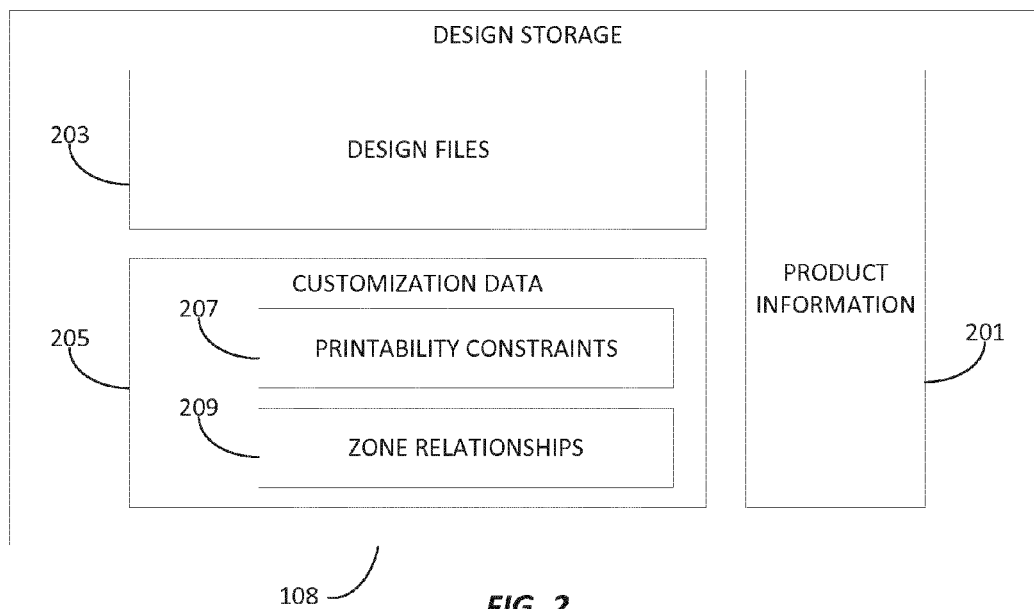 DESIGN STORAGE
203
DESIGN FILES
PRODUCT
INFORMATION
201
205
CUSTOMIZATION DATA
207
PRINTABILITY CONSTRAINTS
209
ZONE RELATIONSHIPS
108
FIG. 2